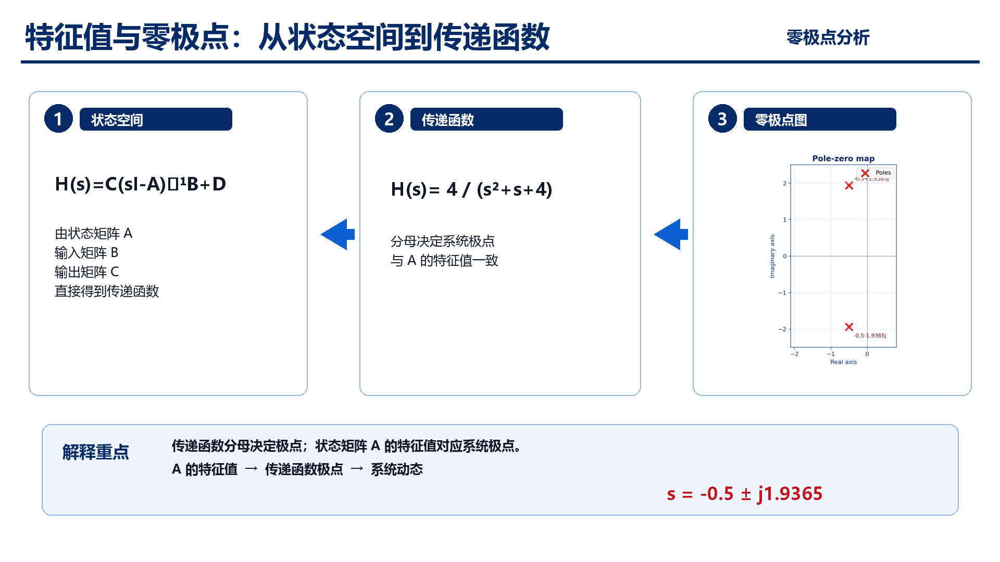 特征值与零极点：从状态空间到传递函数
零极点分析
1 状态空间
H(s)=C(sI-A)▯¹B+D
由状态矩阵 A
输入矩阵 B
输出矩阵 C
直接得到传递函数
2 传递函数
H(s)= 4 / (s²+s+4)
分母决定系统极点
与 A 的特征值一致
3 零极点图
Pole-zero map
Poles
-0.5+1.9365j
2
1
0
−1
−2
Imaginary axis
-0.5-1.9365j
−2 −1 0
Real axis
解释重点
传递函数分母决定极点；状态矩阵 A 的特征值对应系统极点。
A 的特征值 → 传递函数极点 → 系统动态
s = -0.5 ± j1.9365